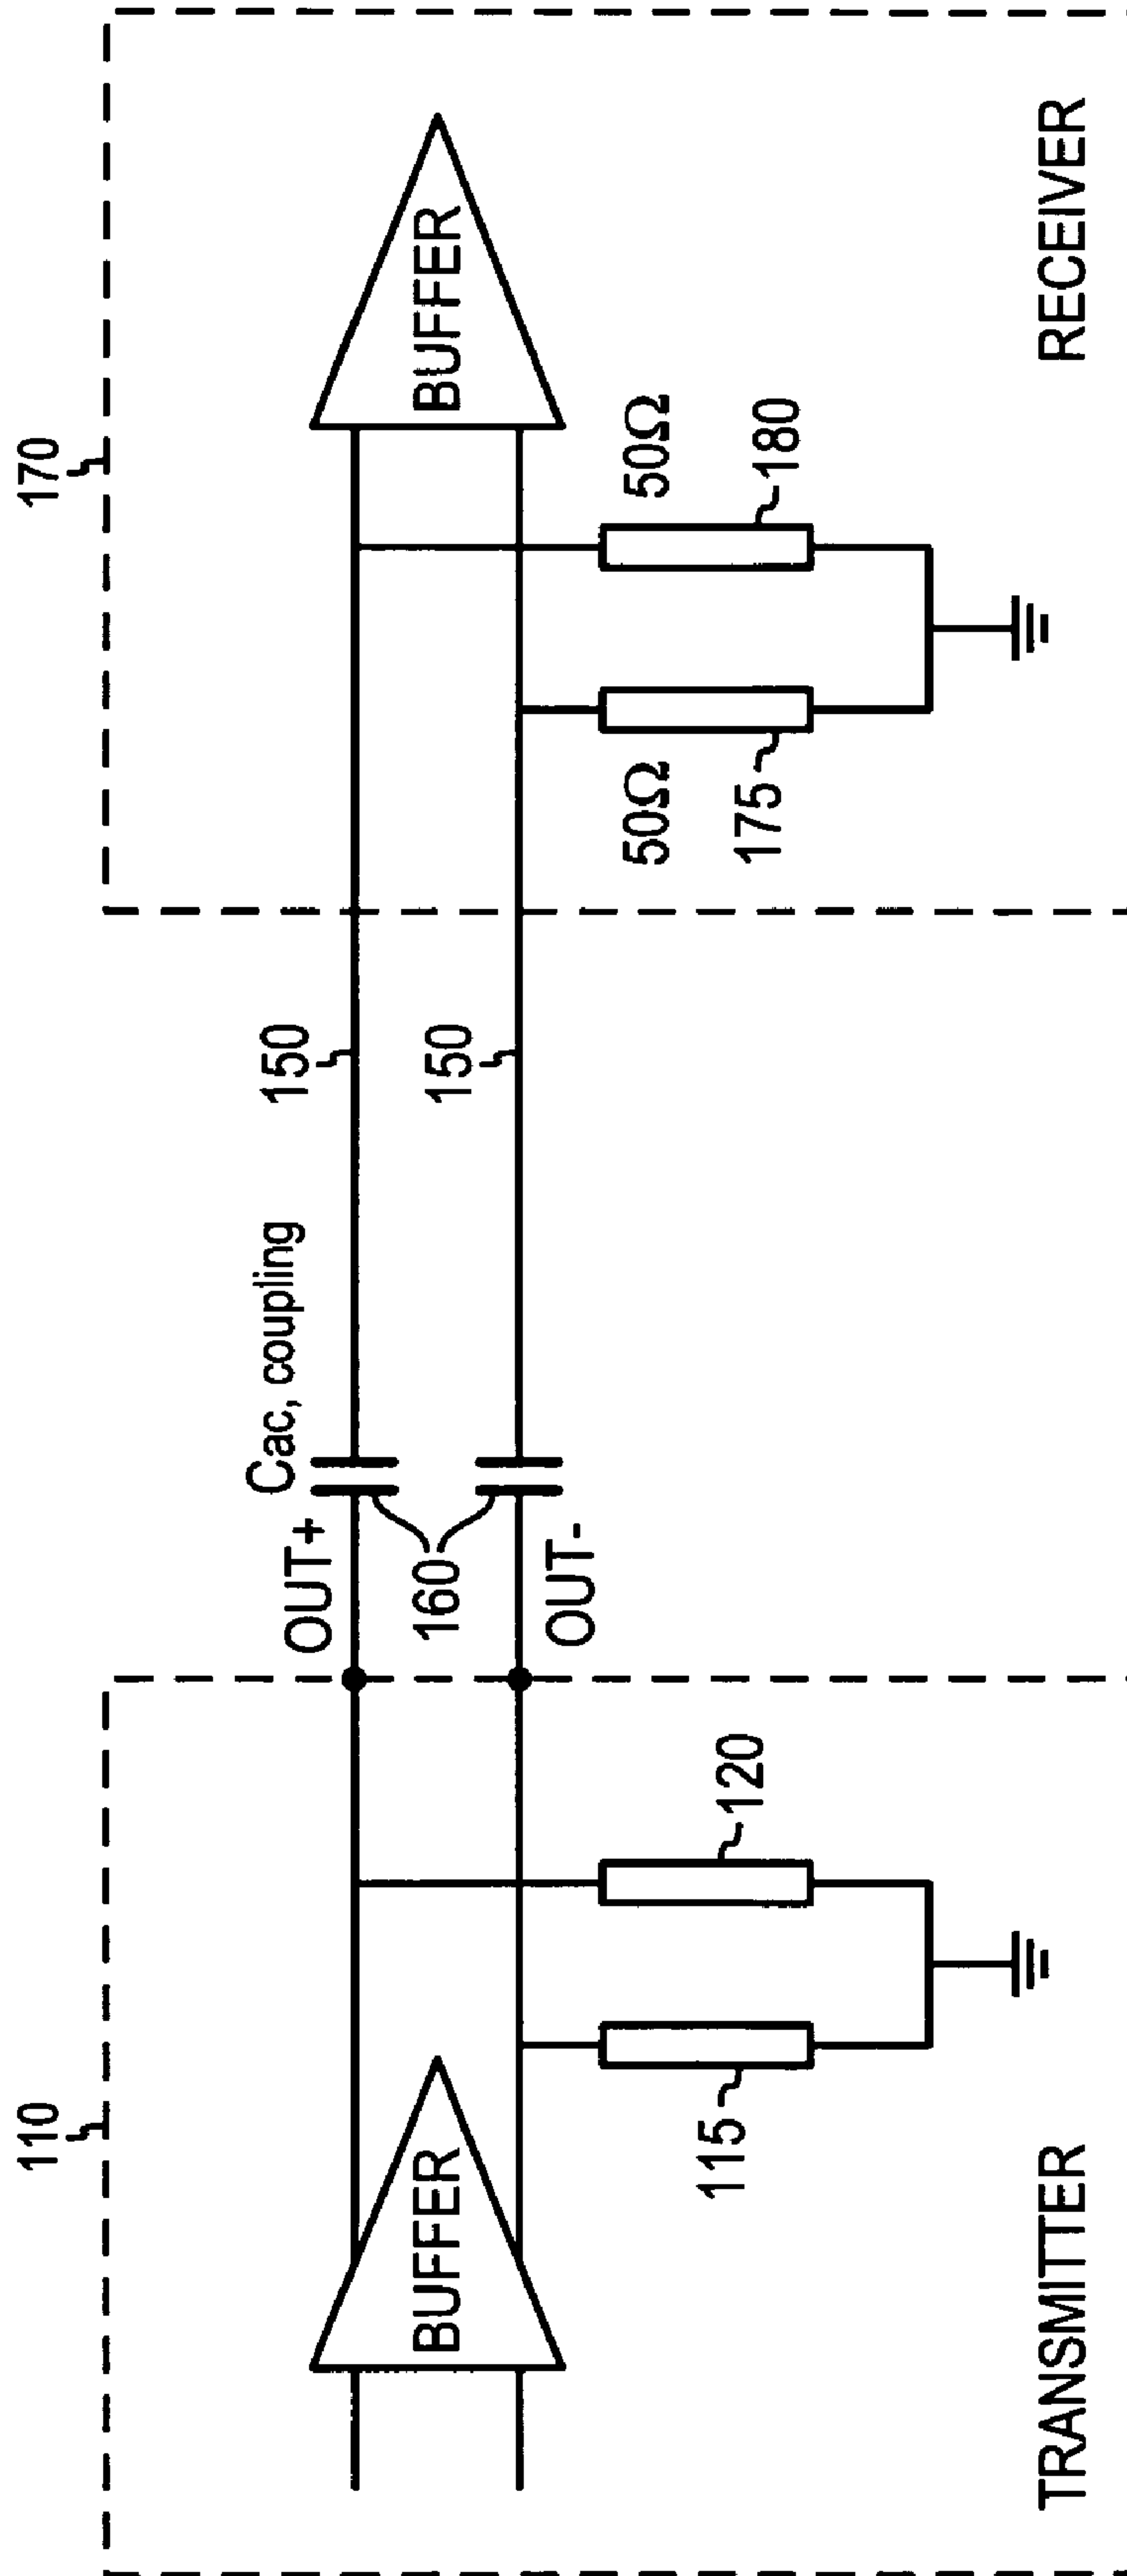 110
170
Cac, coupling
OUT+
150
BUFFER
160
150
BUFFER
OUT-
50Ω
50Ω
115
120
175
180
TRANSMITTER
RECEIVER